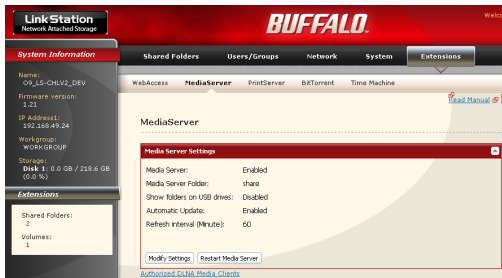 LinkStation
Network Attached Storage
BUFFALO
Welco
System Information
Shared Folders Users/Groups Network System Extensions
Name:
O9_LS-CHLV2_DEV
Firmware version:
1.21
IP Address1:
192.168.49.24
Workgroup:
WORKGROUP
Storage:
Disk 1: 0.0 GB / 218.6 GB
(0.0 %)
Extensions
Shared Folders:
2
Volumes:
1
WebAccess MediaServer PrintServer BitTorrent Time Machine
Read Manual
MediaServer
Media Server Settings
Media Server: Enabled
Media Server Folder: share
Show folders on USB drives: Disabled
Automatic Update: Enabled
Refresh interval (Minute): 60
Modify Settings Restart Media Server
Authorized DLNA Media Clients